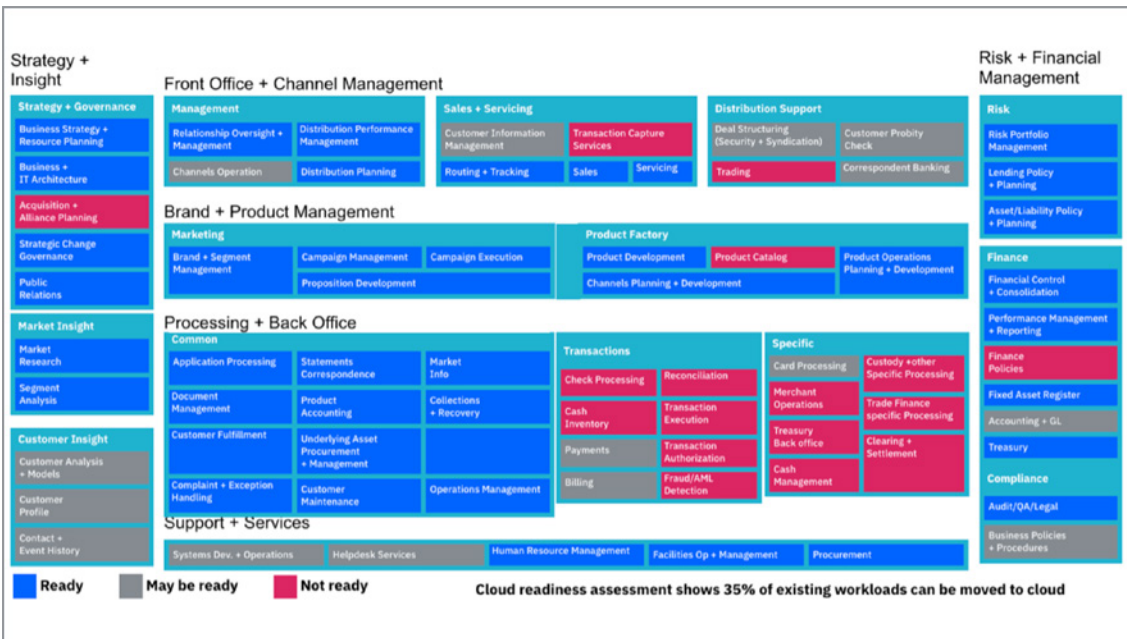 Strategy +
Insight
Strategy + Governance
Business Strategy +
Resource Planning
Business +
IT Architecture
Acquisition +
Alliance Planning
Strategic Change
Governance
Public
Relations
Market Insight
Market
Research
Segment
Analysis
Customer Insight
Customer Analysis
+ Models
Customer
Profile
Contact +
Event History
Front Office + Channel Management
Management
Relationship Oversight +
Management
Distribution Performance
Management
Channels Operation
Distribution Planning
Sales + Servicing
Customer Information
Management
Transaction Capture
Services
Routing + Tracking
Sales
Servicing
Distribution Support
Deal Structuring
(Security + Syndication)
Customer Probity
Check
Trading
Correspondent Banking
Brand + Product Management
Marketing
Brand + Segment
Management
Campaign Management
Campaign Execution
Proposition Development
Product Factory
Product Development
Product Catalog
Product Operations
Planning + Development
Channels Planning + Development
Processing + Back Office
Common
Application Processing
Statements
Correspondence
Market
Info
Document
Management
Product
Accounting
Collections
+ Recovery
Customer Fulfillment
Underlying Asset
Procurement
+ Management
Complaint + Exception
Handling
Customer
Maintenance
Operations Management
Transactions
Check Processing
Reconciliation
Cash
Inventory
Transaction
Execution
Payments
Transaction
Authorization
Billing
Fraud/AML
Detection
Specific
Card Processing
Custody +other
Specific Processing
Merchant
Operations
Trade Finance
specific Processing
Treasury
Back office
Clearing +
Settlement
Cash
Management
Support + Services
Systems Dev. + Operations
Helpdesk Services
Human Resource Management
Facilities Op + Management
Procurement
Risk + Financial
Management
Risk
Risk Portfolio
Management
Lending Policy
+ Planning
Asset/Liability Policy
+ Planning
Finance
Financial Control
+ Consolidation
Performance Management
+ Reporting
Finance
Policies
Fixed Asset Register
Accounting + GL
Treasury
Compliance
Audit/QA/Legal
Business Policies
+ Procedures
Ready
May be ready
Not ready
Cloud readiness assessment shows 35% of existing workloads can be moved to cloud